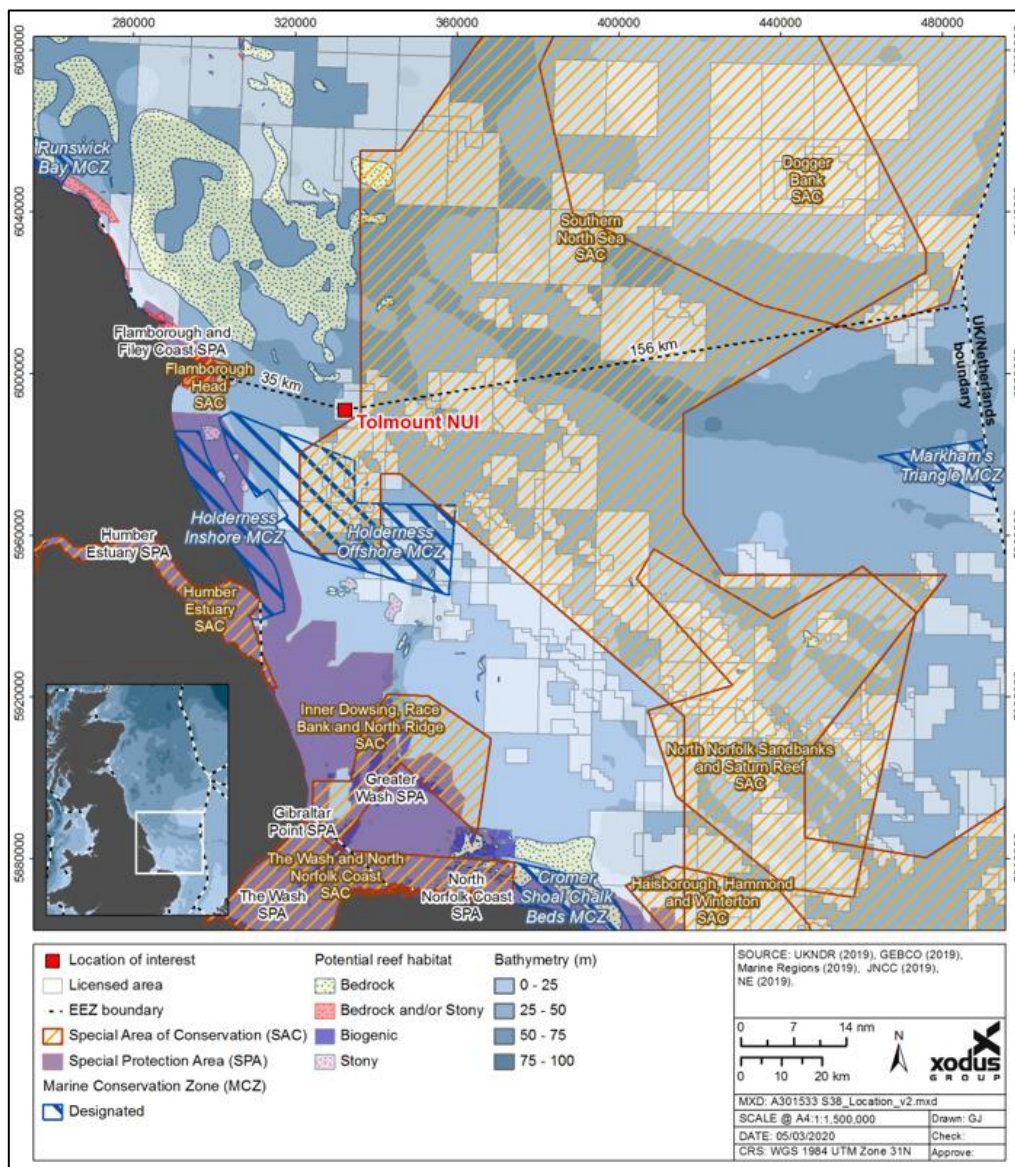 280000
320000
360000
400000
440000
480000
6080000
6040000
6000000
5960000
5920000
5880000
Runswick
Bay MCZ
Dogger
Bank
SAC
Southern
North Sea
SAC
Flamborough and
Filey Coast SPA
Flamborough
Head
SAC
35 km
156 km
UK/Netherlands
boundary
Tolmount NUI
Markham's
Triangle MCZ
Holderness
Inshore MCZ
Holderness
Offshore MCZ
Humber
Estuary SPA
Humber
Estuary
SAC
Inner Dowsing, Race
Bank and North Ridge
SAC
North Norfolk Sandbanks
and Saturn Reef
SAC
Greater
Wash SPA
Gibraltar
Point SPA
The Wash and North
Norfolk Coast
SAC
The Wash
SPA
North
Norfolk Coast
SPA
Cromer
Shoal Chalk
Beds MCZ
Haisborough, Hammond
and Winterton
SAC
Location of interest
Licensed area
EEZ boundary
Special Area of Conservation (SAC)
Special Protection Area (SPA)
Marine Conservation Zone (MCZ)
Designated
Potential reef habitat
Bedrock
Bedrock and/or Stony
Biogenic
Stony
Bathymetry (m)
0 - 25
25 - 50
50 - 75
75 - 100
SOURCE: UKNDR (2019), GEBCO (2019),
Marine Regions (2019), JNCC (2019),
NE (2019).
0 7 14 nm
0 10 20 km
N
xodus
GROUP
MXD: A301533 S38_Location_v2.mxd
SCALE @ A4:1:1,500,000
Drawn: GJ
DATE: 05/03/2020
Check:
CRS: WGS 1984 UTM Zone 31N
Approve: